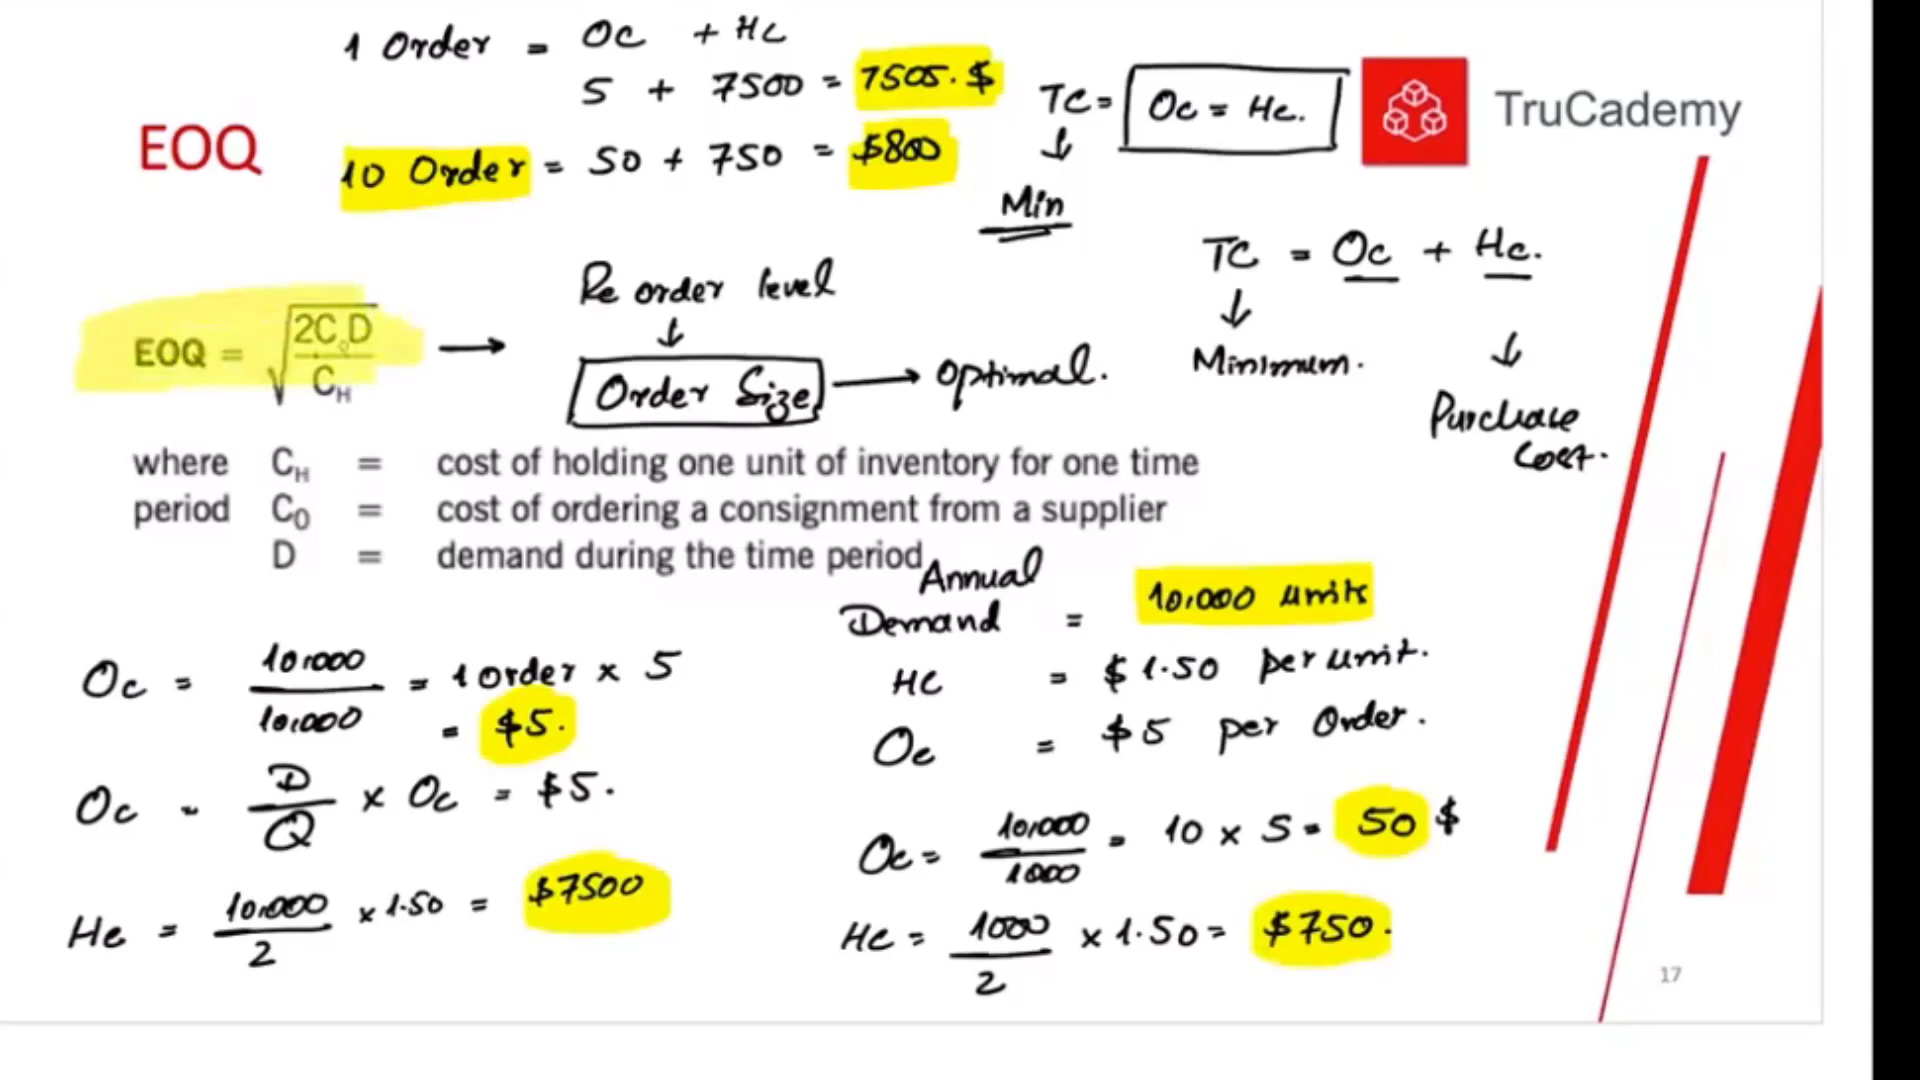 1 Order = Oc + Hc
5 + 7500 = 7505.$
TC = Oc = Hc.
TruCademy
EOQ
10 Order = 50 + 750 = $800
Min
TC = Oc + Hc.
Re order level
EOQ = √ 2C₀D / C_H
Order Size → Optimal.
Minimum.
Purchase
Cost.
where C_H = cost of holding one unit of inventory for one time
period C₀ = cost of ordering a consignment from a supplier
D = demand during the time period
Annual
Demand = 10,000 units
Oc = 10,000 / 10,000 = 1 Order x 5
= $5.
HC = $1.50 per unit.
Oc = $5 per Order.
Oc = D / Q x Oc = $5.
Oc = 10,000 / 1000 = 10 x 5 = 50 $
Hc = 10,000 / 2 x 1.50 = $7500
Hc = 1000 / 2 x 1.50 = $750.
17